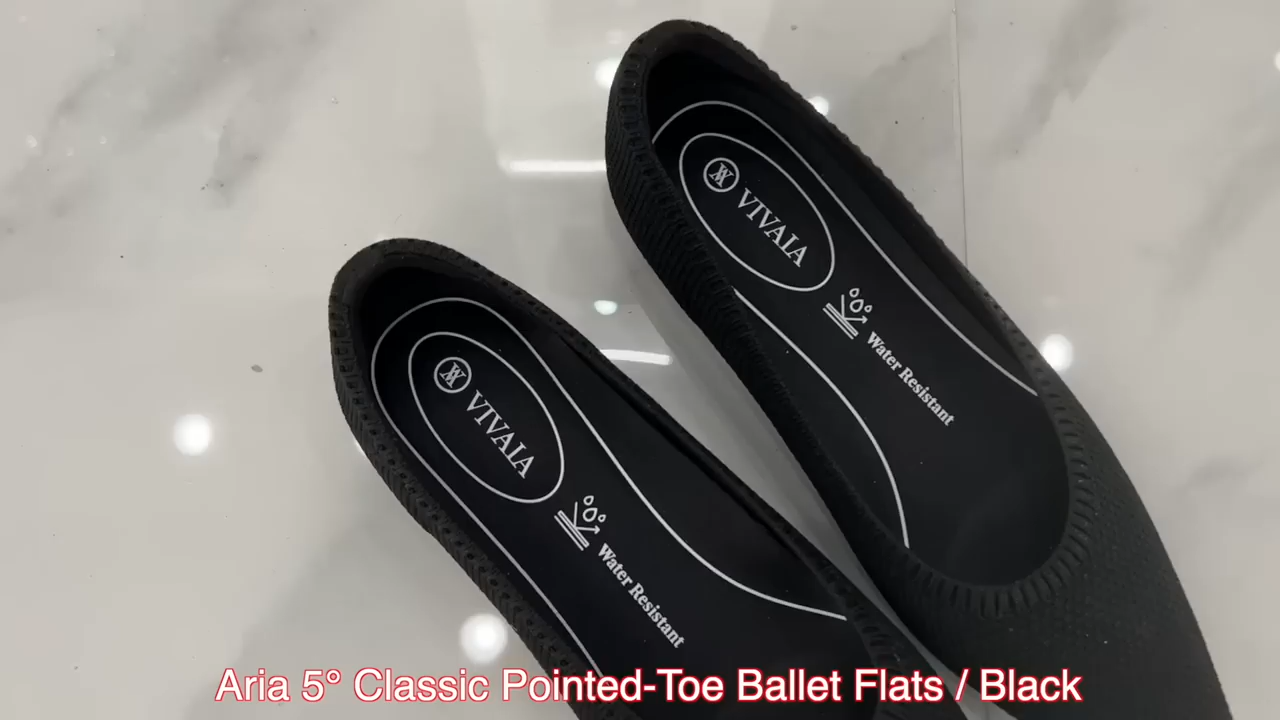 VIVAIA
Water Resistant
VIVAIA
Water Resistant
Aria 5° Classic Pointed-Toe Ballet Flats / Black